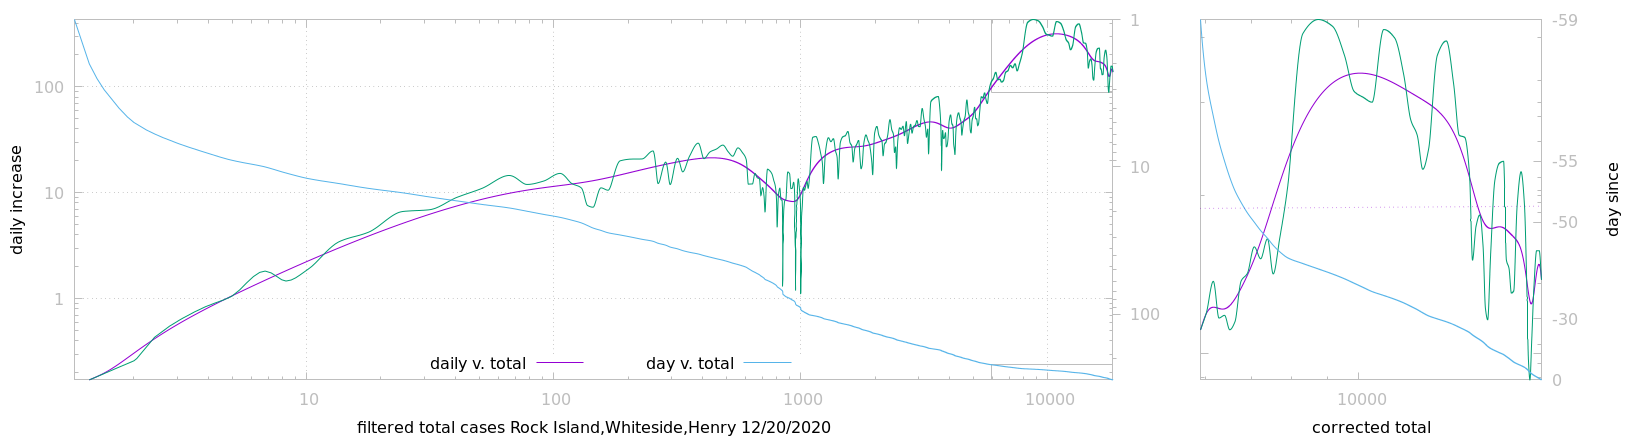 1 -59
100
-55
10
10
-50
daily increase
day since
1
100
-30
daily v. total day v. total
0
10 100 1000 10000 10000
filtered total cases Rock Island,Whiteside,Henry 12/20/2020 corrected total